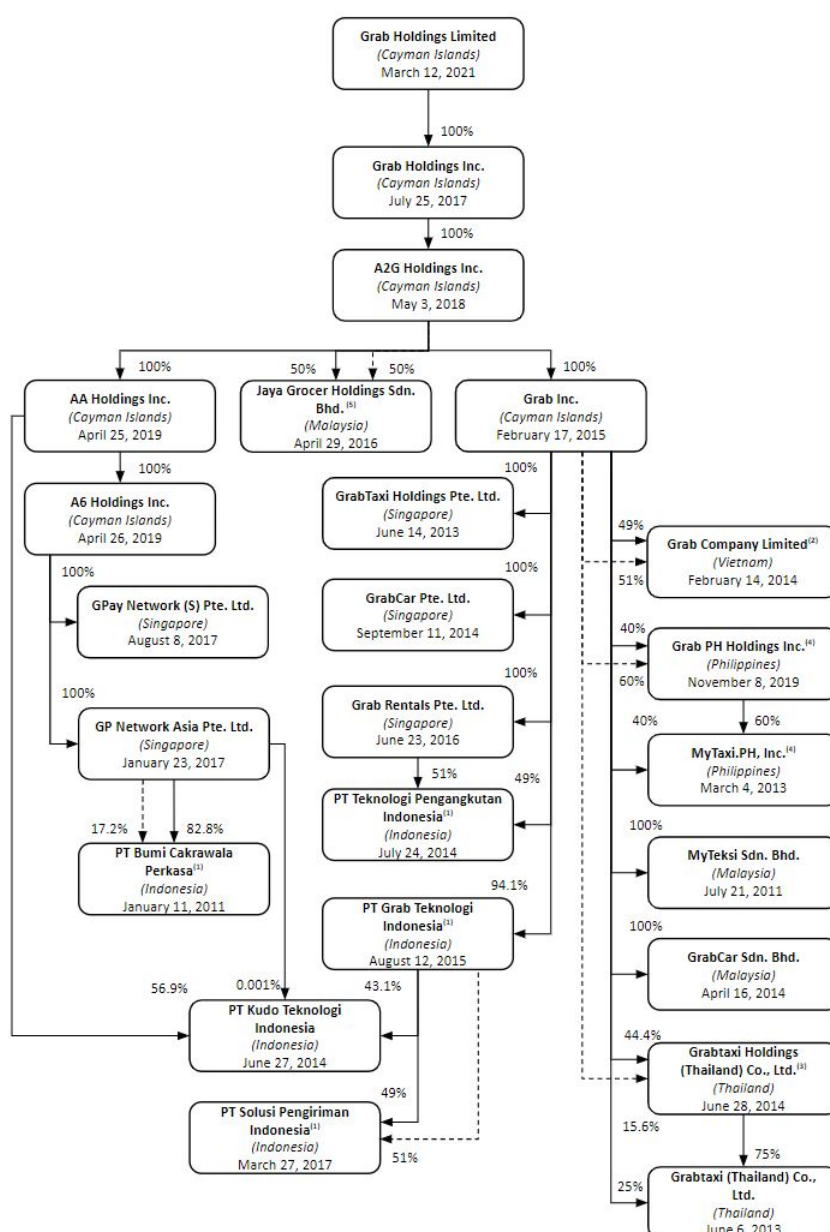 Grab Holdings Limited
(Cayman Islands)
March 12, 2021
100%
Grab Holdings Inc.
(Cayman Islands)
July 25, 2017
100%
A2G Holdings Inc.
(Cayman Islands)
May 3, 2018
100%
50%
50%
100%
AA Holdings Inc.
(Cayman Islands)
April 25, 2019
Jaya Grocer Holdings Sdn.
Bhd. (5)
(Malaysia)
April 29, 2016
Grab Inc.
(Cayman Islands)
February 17, 2015
100%
A6 Holdings Inc.
(Cayman Islands)
April 26, 2019
100%
GPay Network (S) Pte. Ltd.
(Singapore)
August 8, 2017
100%
GP Network Asia Pte. Ltd.
(Singapore)
January 23, 2017
17.2%
82.8%
PT Bumi Cakrawala
Perkasa(1)
(Indonesia)
January 11, 2011
100%
GrabTaxi Holdings Pte. Ltd.
(Singapore)
June 14, 2013
100%
GrabCar Pte. Ltd.
(Singapore)
September 11, 2014
100%
Grab Rentals Pte. Ltd.
(Singapore)
June 23, 2016
51%
49%
PT Teknologi Pengangkutan
Indonesia(1)
(Indonesia)
July 24, 2014
94.1%
PT Grab Teknologi
Indonesia(1)
(Indonesia)
August 12, 2015
56.9%
0.001%
43.1%
PT Kudo Teknologi
Indonesia
(Indonesia)
June 27, 2014
49%
PT Solusi Pengiriman
Indonesia(1)
(Indonesia)
March 27, 2017
51%
49%
51%
Grab Company Limited(2)
(Vietnam)
February 14, 2014
40%
60%
Grab PH Holdings Inc.(4)
(Philippines)
November 8, 2019
40%
60%
MyTaxi.PH, Inc.(4)
(Philippines)
March 4, 2013
100%
MyTeksi Sdn. Bhd.
(Malaysia)
July 21, 2011
100%
GrabCar Sdn. Bhd.
(Malaysia)
April 16, 2014
44.4%
Grabtaxi Holdings
(Thailand) Co., Ltd.(3)
(Thailand)
June 28, 2014
15.6%
75%
25%
Grabtaxi (Thailand) Co.,
Ltd.
(Thailand)
June 6, 2013